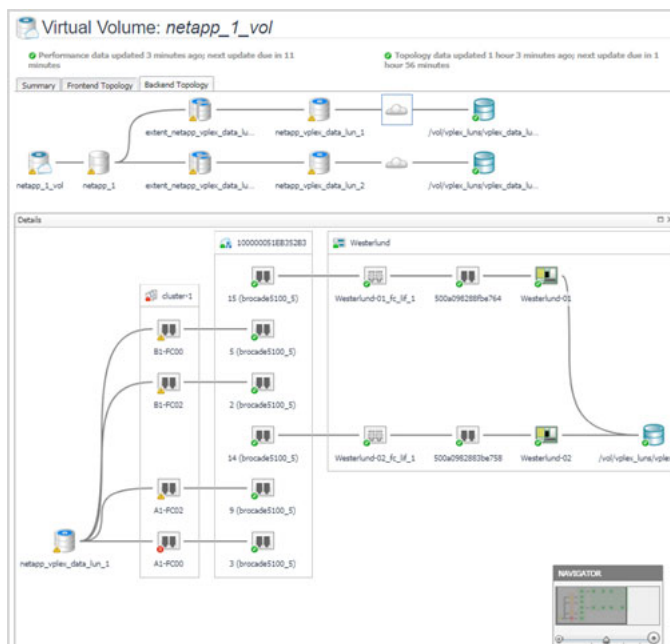 Virtual Volume: netapp_1_vol
Performance data updated 3 minutes ago; next update due in 11 minutes
Topology data updated 1 hour 3 minutes ago; next update due in 1 hour 56 minutes
Summary
Frontend Topology
Backend Topology
extent_netapp_vplex_data_lu...
netapp_vplex_data_lun_1
/vol/vplex_luns/vplex_data_lu...
netapp_1_vol
netapp_1
extent_netapp_vplex_data_lu...
netapp_vplex_data_lun_2
/vol/vplex_luns/vplex_data_lu...
Details
100000051EB352B3
Westerlund
15 (brocade5100_5)
Westerlund-01_fc_lif_1
500a098288fbe764
Westerlund-01
cluster-1
B1-FC00
5 (brocade5100_5)
B1-FC02
2 (brocade5100_5)
14 (brocade5100_5)
Westerlund-02_fc_lif_1
500a0982883be758
Westerlund-02
/vol/vplex_luns/vplex
A1-FC02
9 (brocade5100_5)
netapp_vplex_data_lun_1
A1-FC00
3 (brocade5100_5)
NAVIGATOR